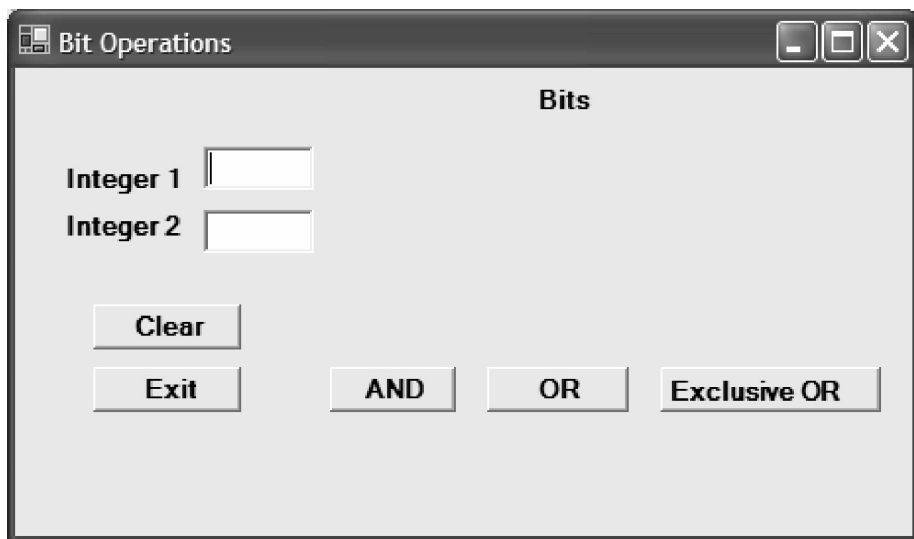 Bit Operations
Bits
Integer 1
Integer 2
Clear
Exit AND OR Exclusive OR